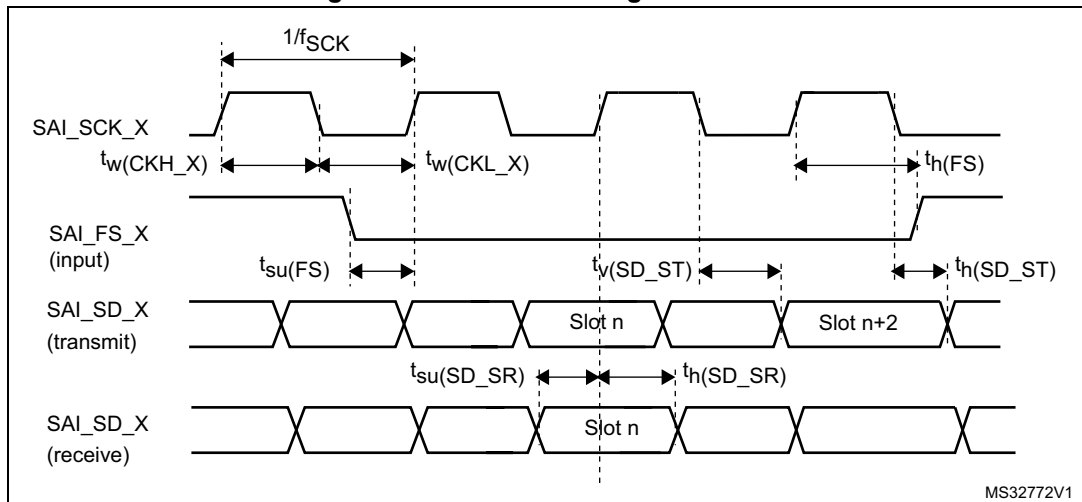 1/fSCK
SAI_SCK_X
tw(CKH_X) tw(CKL_X) th(FS)
SAI_FS_X
(input)
tsu(FS) tv(SD_ST) th(SD_ST)
SAI_SD_X
(transmit)
Slot n Slot n+2
tsu(SD_SR) th(SD_SR)
SAI_SD_X
(receive)
Slot n
MS32772V1